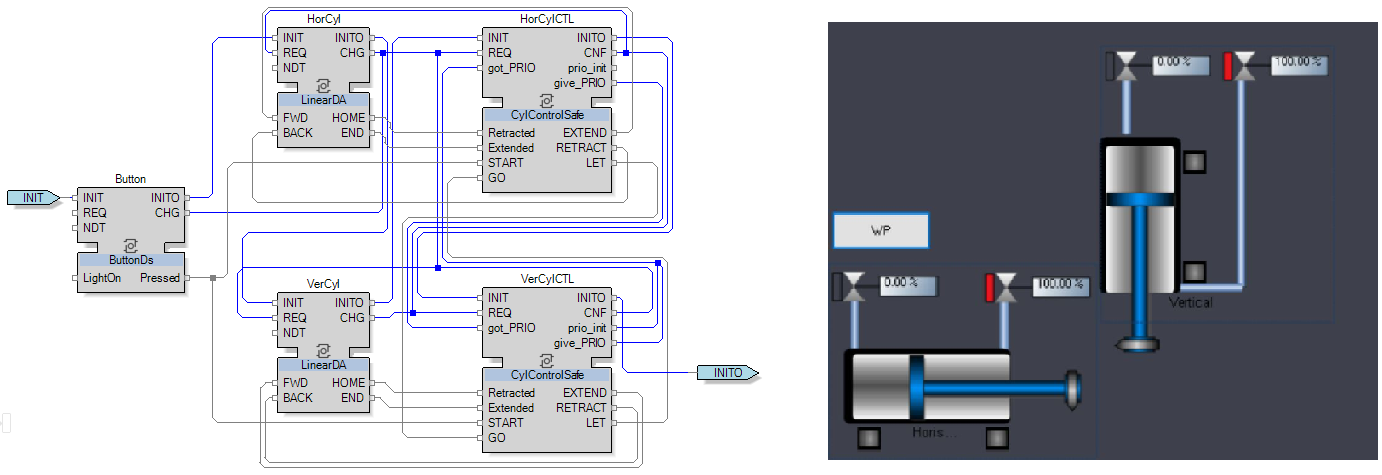 HorCyl
INIT INITO
REQ CHG
NDT
LinearDA
FWD HOME
BACK END
HorCylCTL
INIT INITO
REQ CNF
got_PRIO prio_init
give_PRIO
CylControlSafe
Retracted EXTEND
Extended RETRACT
START LET
GO
Button
INIT
INIT INITO
REQ CHG
NDT
ButtonDs
LightOn Pressed
VerCyl
INIT INITO
REQ CHG
NDT
LinearDA
FWD HOME
BACK END
VerCylCTL
INIT INITO
REQ CNF
got_PRIO prio_init
give_PRIO
CylControlSafe
Retracted EXTEND
Extended RETRACT
START LET
GO
INITO
0.00 % 100.00 %
WP
0.00 % 100.00 %
Vertical
Horis...